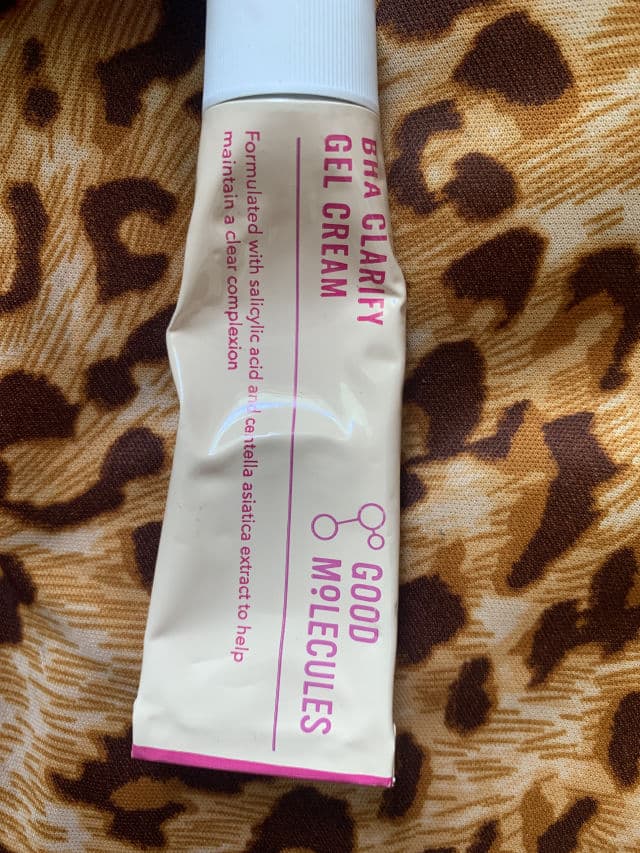 BHA CLARIFY
GEL CREAM
Formulated with salicylic acid and centella asiatica extract to help
maintain a clear complexion
GOOD
MOLECULES